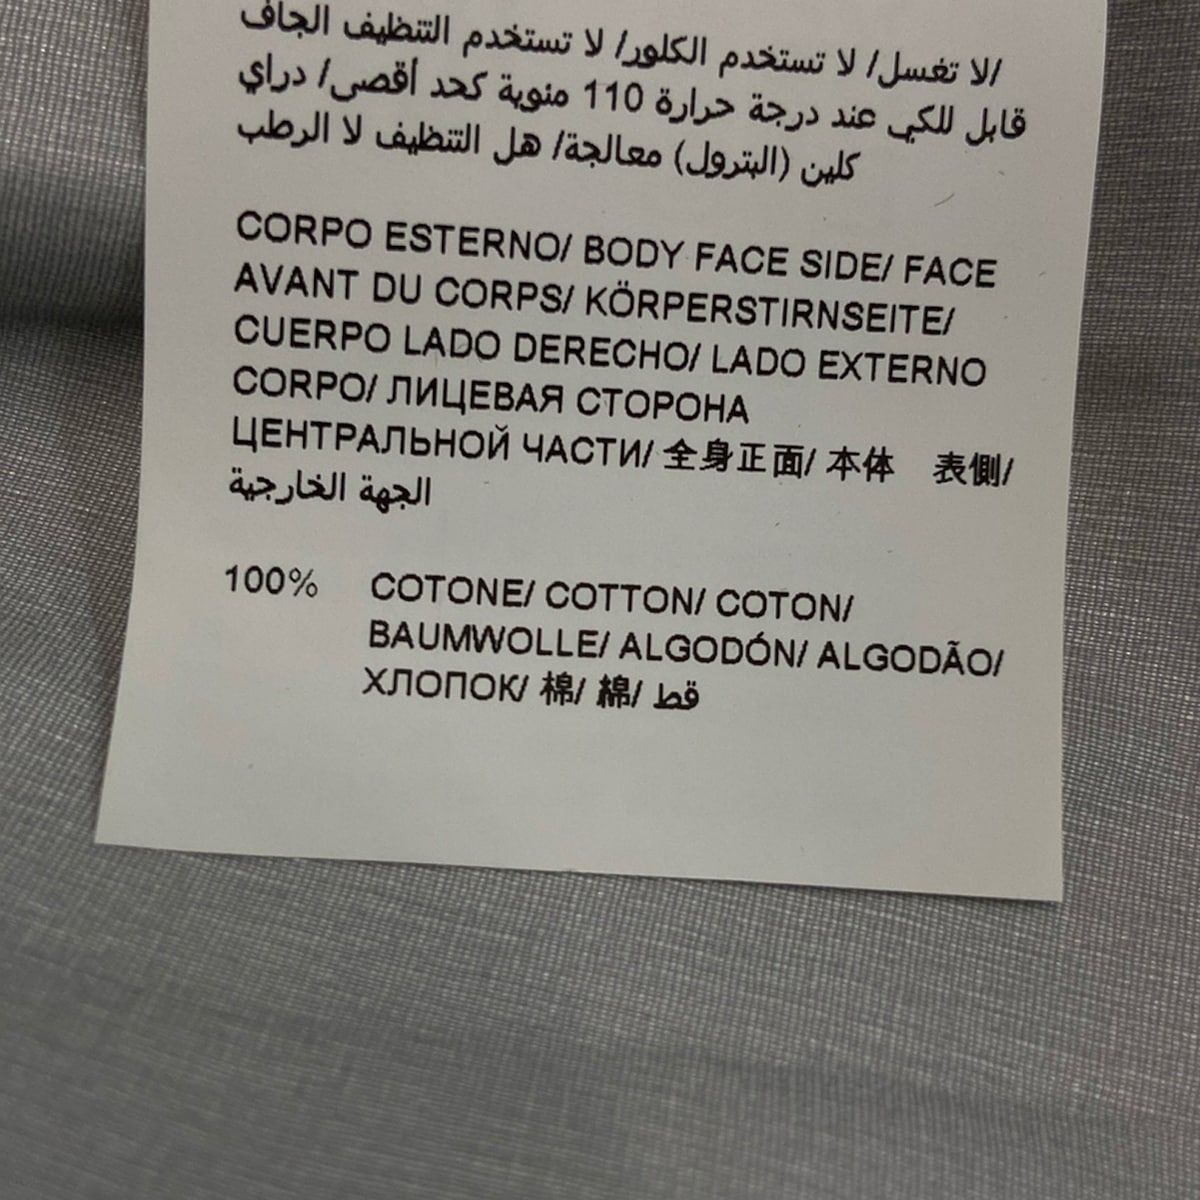 /لا تغسل/ لا تستخدم الكلور/ لا تستخدم التنظيف الجاف
قابل للكي عند درجة حرارة 110 مئوية كحد أقصى/ دراي
كلين (البترول) معالجة/ هل التنظيف لا الرطب
CORPO ESTERNO/ BODY FACE SIDE/ FACE
AVANT DU CORPS/ KÖRPERSTIRNSEITE/
CUERPO LADO DERECHO/ LADO EXTERNO
CORPO/ ЛИЦЕВАЯ СТОРОНА
ЦЕНТРАЛЬНОЙ ЧАСТИ/ 全身正面/ 本体　表側/
الجهة الخارجية
100% COTONE/ COTTON/ COTON/
BAUMWOLLE/ ALGODÓN/ ALGODÃO/
ХЛОПОК/ 棉/ 綿/ قط